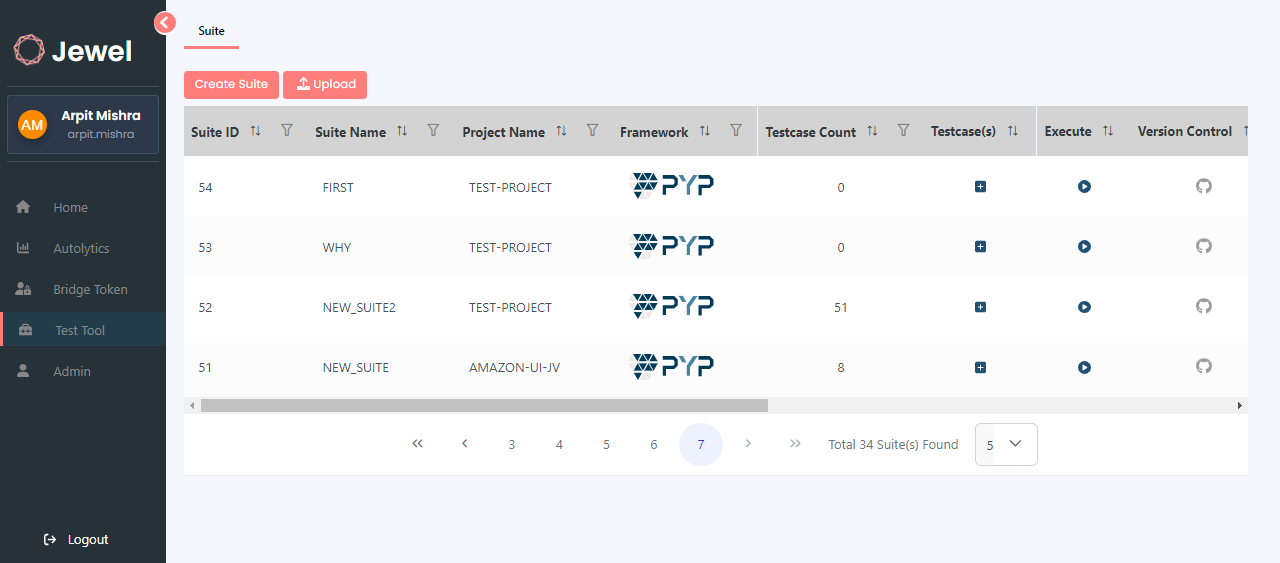 Jewel
AM
Arpit Mishra
arpit.mishra
Home
Autolytics
Bridge Token
Test Tool
Admin
Logout
Suite
Create Suite Upload
Suite ID Suite Name Project Name Framework Testcase Count Testcase(s) Execute Version Control
54 FIRST TEST-PROJECT PYP 0
53 WHY TEST-PROJECT PYP 0
52 NEW_SUITE2 TEST-PROJECT PYP 51
51 NEW_SUITE AMAZON-UI-JV PYP 8
3 4 5 6 7 Total 34 Suite(s) Found 5